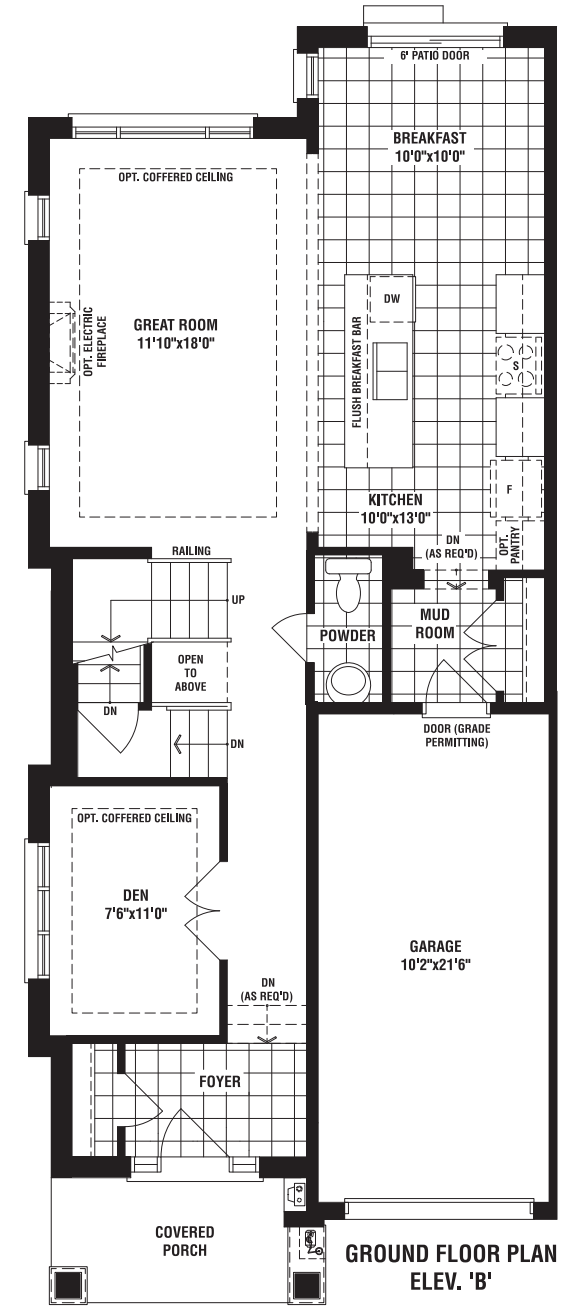 6' PATIO DOOR
BREAKFAST
10'0"x10'0"
OPT. COFFERED CEILING
DW
GREAT ROOM
11'10"x18'0"
OPT. ELECTRIC
FIREPLACE
FLUSH BREAKFAST BAR
S
F
KITCHEN
10'0"x13'0"
DN
(AS REQ'D)
OPT.
PANTRY
RAILING
UP
MUD
ROOM
POWDER
OPEN
TO
ABOVE
DN
DN
DOOR (GRADE
PERMITTING)
OPT. COFFERED CEILING
DEN
7'6"x11'0"
GARAGE
10'2"x21'6"
DN
(AS REQ'D)
FOYER
COVERED
PORCH
GROUND FLOOR PLAN
ELEV. 'B'